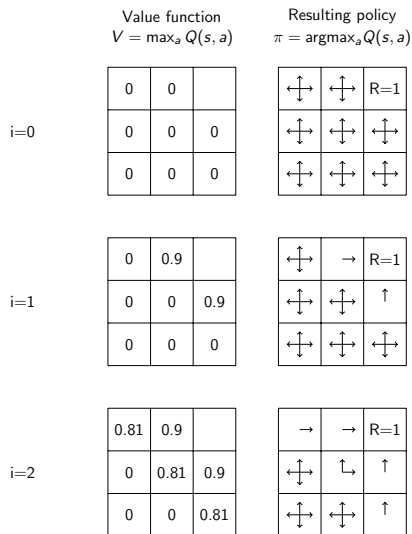 Value function
V = maxₐ Q(s, a)
Resulting policy
π = argmaxₐ Q(s, a)
i=0
0 0
0 0 0
0 0 0
R=1
i=1
0 0.9
0 0 0.9
0 0 0
R=1
i=2
0.81 0.9
0 0.81 0.9
0 0 0.81
R=1